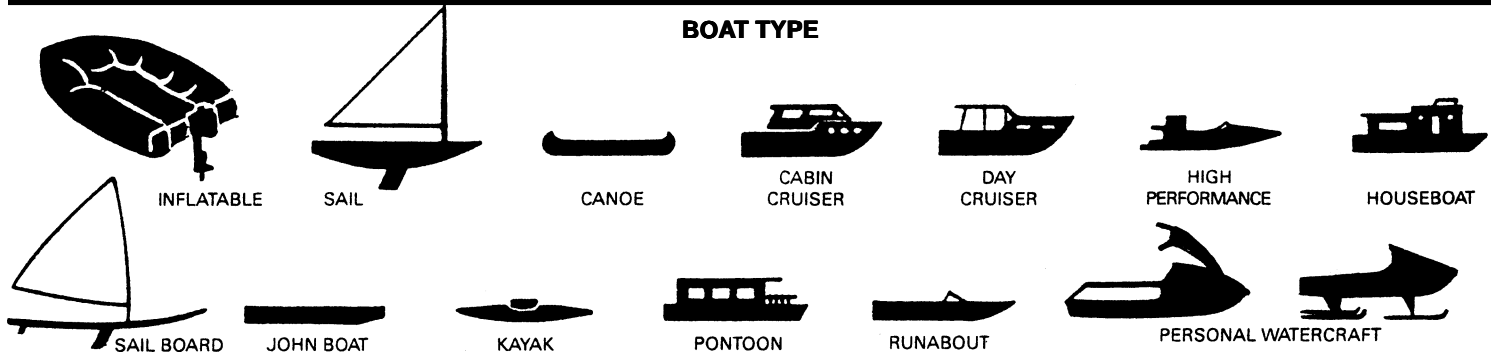 BOAT TYPE
INFLATABLE
SAIL
CANOE
CABIN
CRUISER
DAY
CRUISER
HIGH
PERFORMANCE
HOUSEBOAT
SAIL BOARD
JOHN BOAT
KAYAK
PONTOON
RUNABOUT
PERSONAL WATERCRAFT